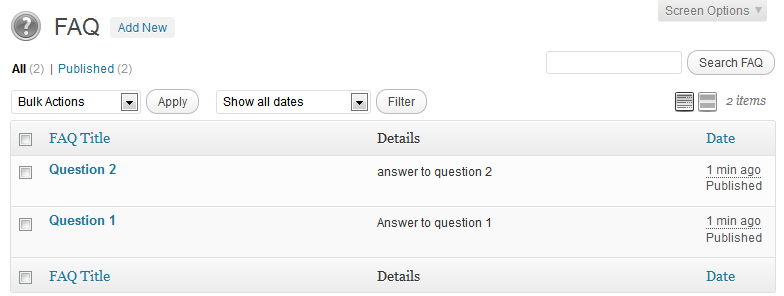 Screen Options
FAQ Add New
All (2) | Published (2)
Search FAQ
Bulk Actions Apply Show all dates Filter 2 items
FAQ Title Details Date
Question 2 answer to question 2 1 min ago
Published
Question 1 Answer to question 1 1 min ago
Published
FAQ Title Details Date